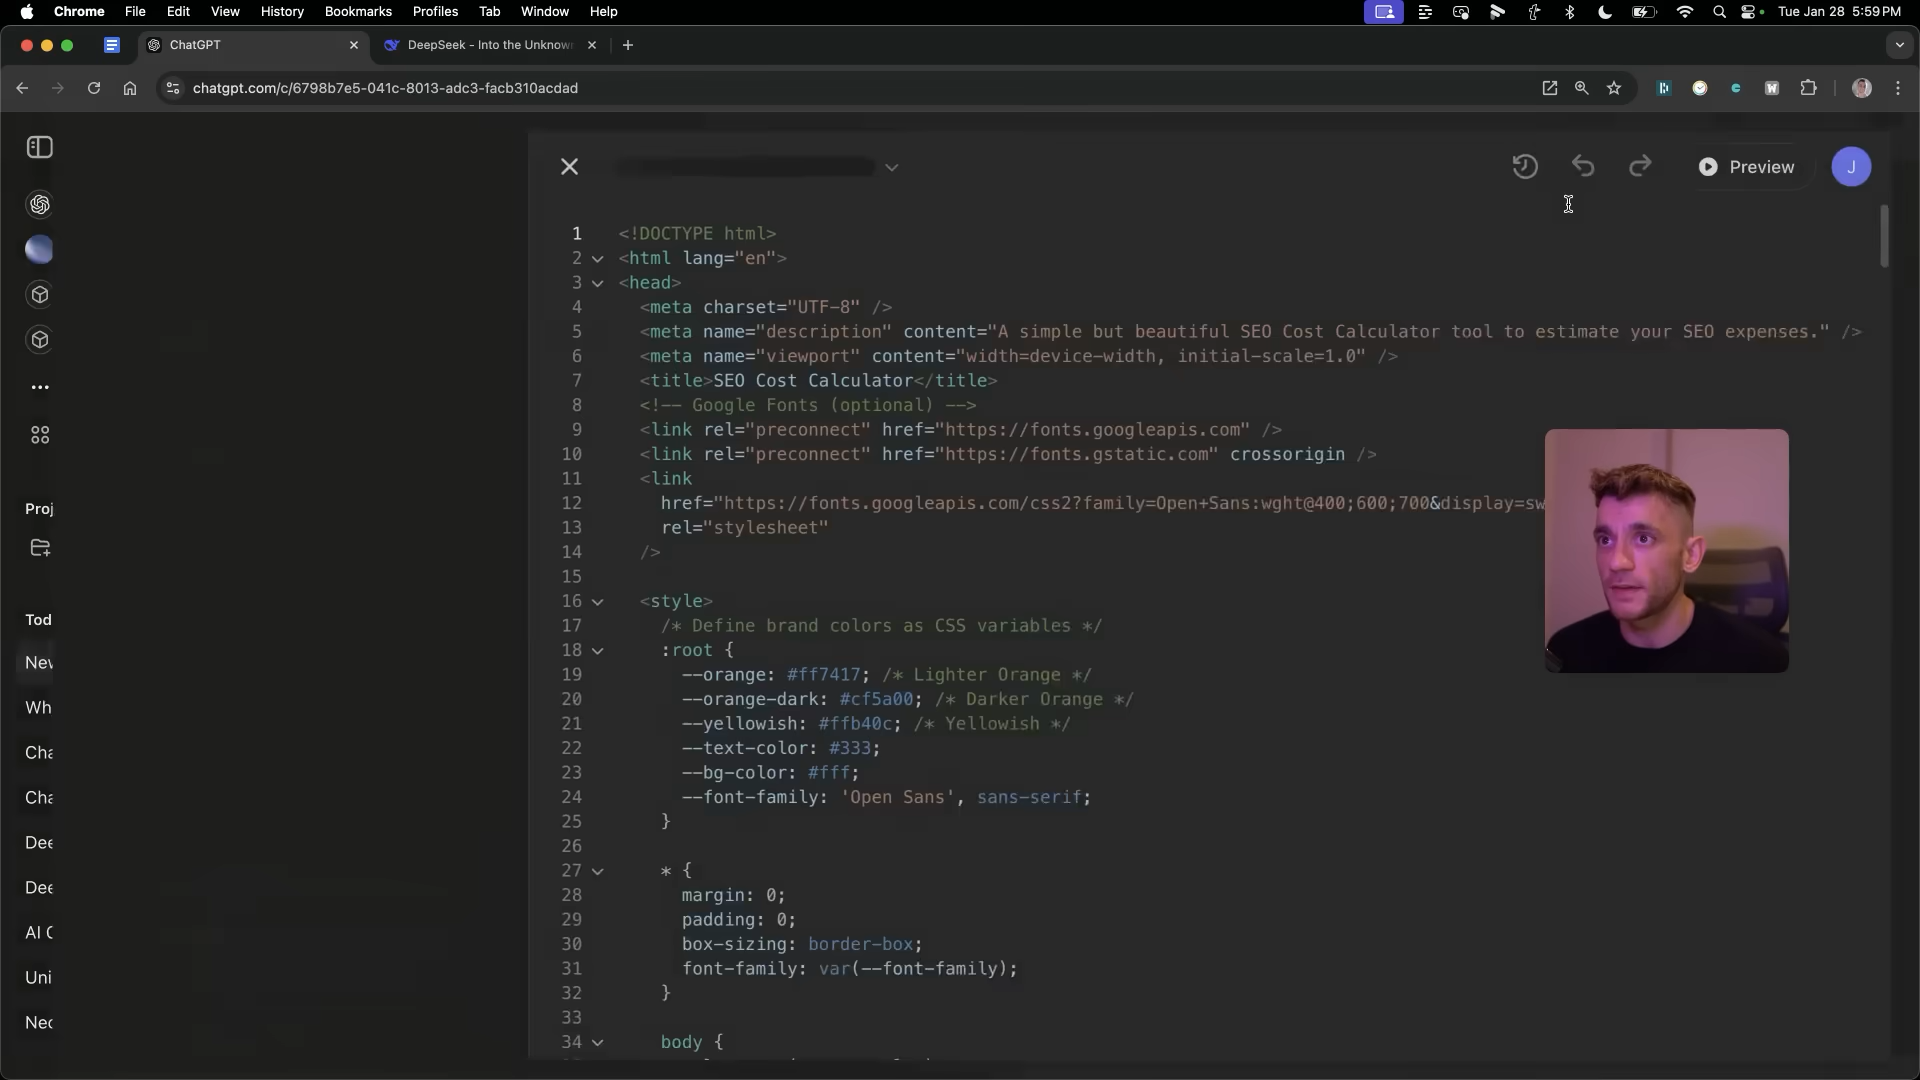 Chrome File Edit View History Bookmarks Profiles Tab Window Help Tue Jan 28 5:59 PM
ChatGPT DeepSeek - Into the Unknown
chatgpt.com/c/6798b7e5-041c-8013-adc3-facb310acdad
Preview J
1 <!DOCTYPE html>
2 <html lang="en">
3 <head>
4 <meta charset="UTF-8" />
5 <meta name="description" content="A simple but beautiful SEO Cost Calculator tool to estimate your SEO expenses." />
6 <meta name="viewport" content="width=device-width, initial-scale=1.0" />
7 <title>SEO Cost Calculator</title>
8 <!-- Google Fonts (optional) -->
9 <link rel="preconnect" href="https://fonts.googleapis.com" />
10 <link rel="preconnect" href="https://fonts.gstatic.com" crossorigin />
11 <link
12 href="https://fonts.googleapis.com/css2?family=Open+Sans:wght@400;600;700&display=sw
13 rel="stylesheet"
14 />
15
16 <style>
17 /* Define brand colors as CSS variables */
18 :root {
19 --orange: #ff7417; /* Lighter Orange */
20 --orange-dark: #cf5a00; /* Darker Orange */
21 --yellowish: #ffb40c; /* Yellowish */
22 --text-color: #333;
23 --bg-color: #fff;
24 --font-family: 'Open Sans', sans-serif;
25 }
26
27 * {
28 margin: 0;
29 padding: 0;
30 box-sizing: border-box;
31 font-family: var(--font-family);
32 }
33
34 body {
Proj
Tod
New
Wh
Cha
Cha
Dee
Dee
AI C
Uni
Nec